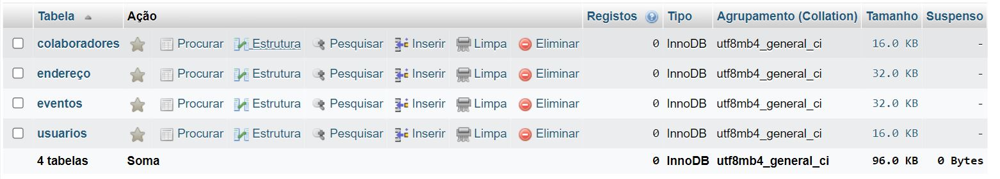 Tabela Ação Registos Tipo Agrupamento (Collation) Tamanho Suspenso
colaboradores Procurar Estrutura Pesquisar Inserir Limpa Eliminar 0 InnoDB utf8mb4_general_ci 16.0 KB -
endereço Procurar Estrutura Pesquisar Inserir Limpa Eliminar 0 InnoDB utf8mb4_general_ci 32.0 KB -
eventos Procurar Estrutura Pesquisar Inserir Limpa Eliminar 0 InnoDB utf8mb4_general_ci 32.0 KB -
usuarios Procurar Estrutura Pesquisar Inserir Limpa Eliminar 0 InnoDB utf8mb4_general_ci 16.0 KB -
4 tabelas Soma 0 InnoDB utf8mb4_general_ci 96.0 KB 0 Bytes